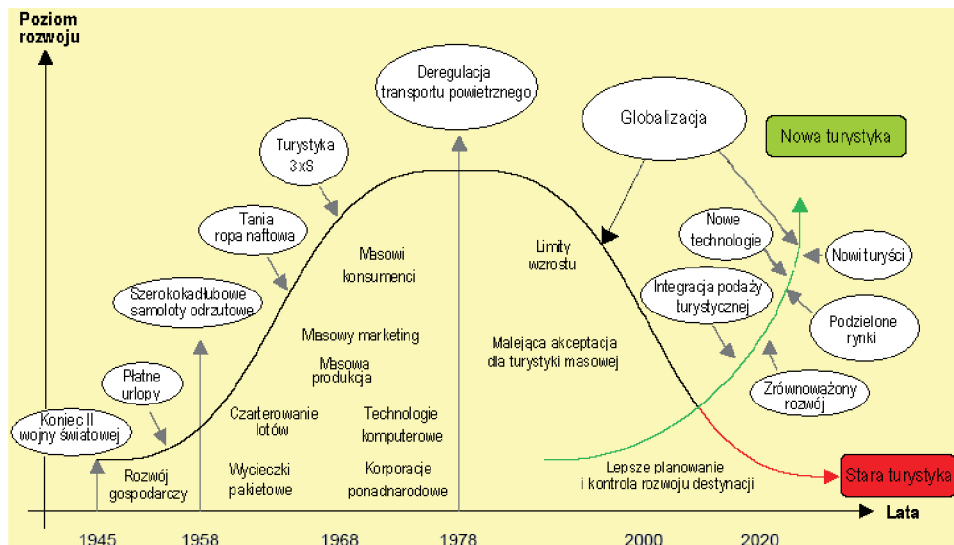 Poziom
rozwoju
Deregulacja
transportu powietrznego
Globalizacja
Nowa turystyka
Turystyka
3xS
Tania
ropa naftowa
Masowi
konsumenci
Limity
wzrostu
Nowe
technologie
Nowi turyści
Szerokokadłubowe
samoloty odrzutowe
Integracja podaży
turystycznej
Podzielone
rynki
Masowy marketing
Masowa
produkcja
Malejąca akceptacja
dla turystyki masowej
Płatne
urlopy
Zrównoważony
rozwój
Koniec II
wojny światowej
Czarterowanie
lotów
Technologie
komputerowe
Rozwój
gospodarczy
Wycieczki
pakietowe
Korporacje
ponadnarodowe
Lepsze planowanie
i kontrola rozwoju destynacji
Stara turystyka
Lata
1945 1958 1968 1978 2000 2020